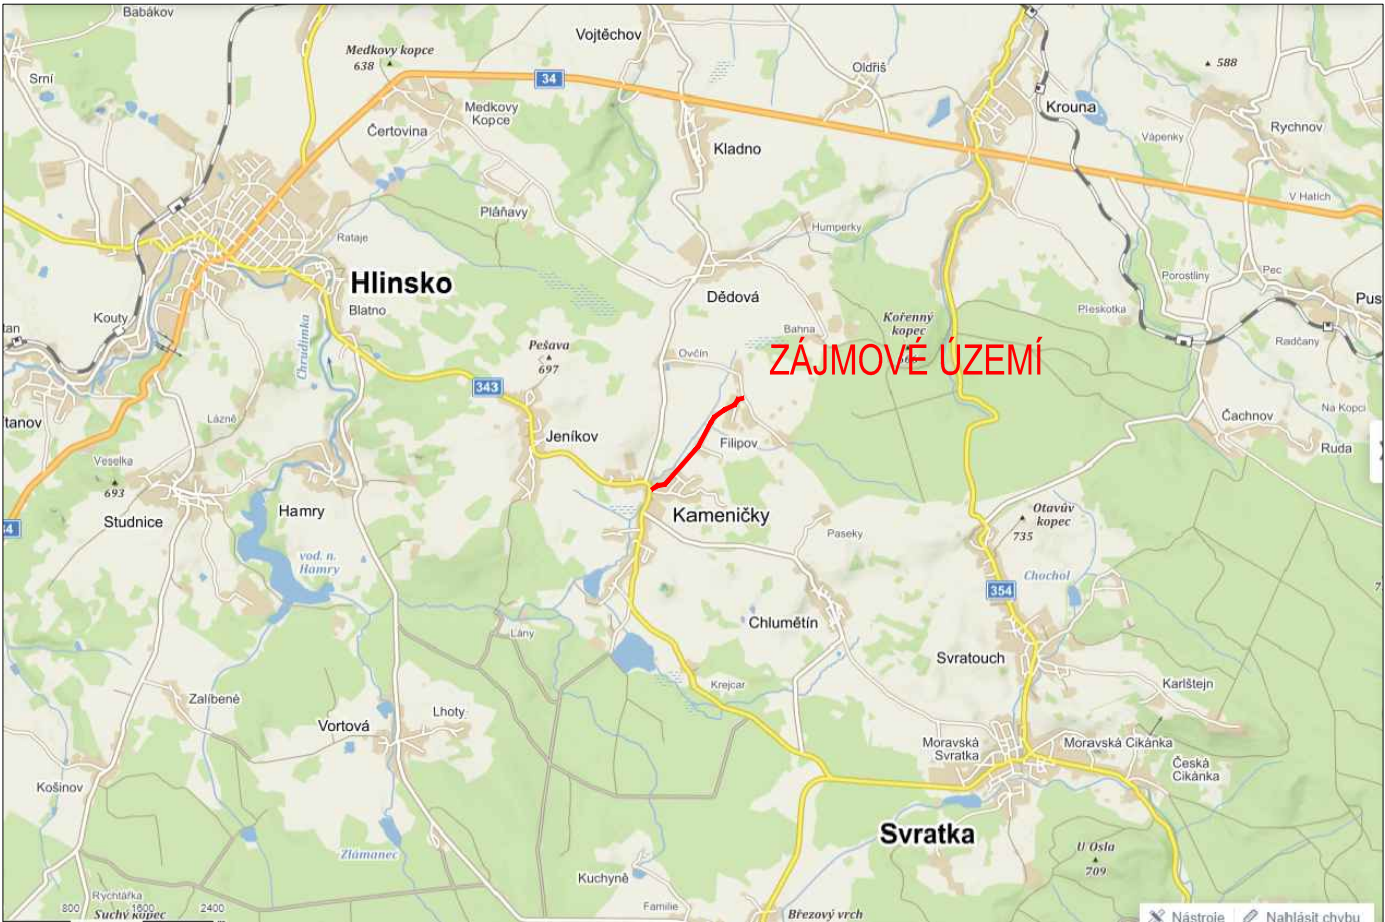 Babákov
Vojtěchov
Medkovy kopce
638
Srní
34
Oldřiš
588
Krouna
Medkovy
Kopce
Čertovina
Kladno
Vápenky
Rychnov
V Hatích
Pláňavy
Rataje
Humperky
Hlinsko
Blatno
Dědová
Porostliny
Pec
Pus
Kouty
tan
Chrudimka
Pešava
697
Ovčín
Bahna
Kořenný
kopec
Pleskotka
Radčany
ZÁJMOVÉ ÚZEMÍ
343
Jeníkov
Filipov
Čachnov
Na Kopci
Ruda
tanov
Lázně
Veselka
693
Studnice
Hamry
Kameničky
Paseky
Otavův
kopec
735
34
vod. n.
Hamry
Chochol
354
Chlumětín
Lány
Svratouch
Krejcar
Karlštejn
Zalíbené
Vortová
Lhoty
Moravská
Svratka
Moravská Cikánka
Česká
Cikánka
Košinov
Svratka
Zlámanec
U Osla
709
Kuchyně
Rychtářka
Suchý kopec
800
1600
2400
Familie
Březový vrch
Nástroje
Nahlásit chybu